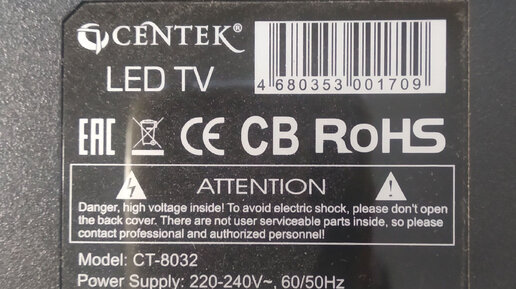 CENTEK®
LED TV
4 680353 001709
EAC CE CB RoHS
ATTENTION
Danger, high voltage inside! To avoid electric shock, please don't open
the back cover. There are not user serviceable parts inside, so please
contact professional and authorized personnel!
Model: CT-8032
Power Supply: 220-240V~, 60/50Hz